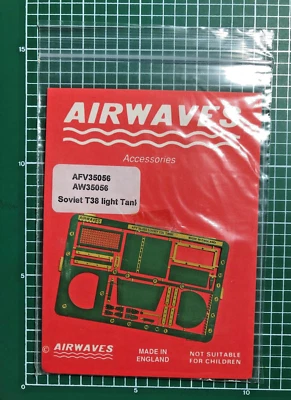 AIRWAVES
Accessories
AFV35056
AW35056
Soviet T38 light Tank
© AIRWAVES
MADE IN
ENGLAND
NOT SUITABLE
FOR CHILDREN
15
10
5
5
10